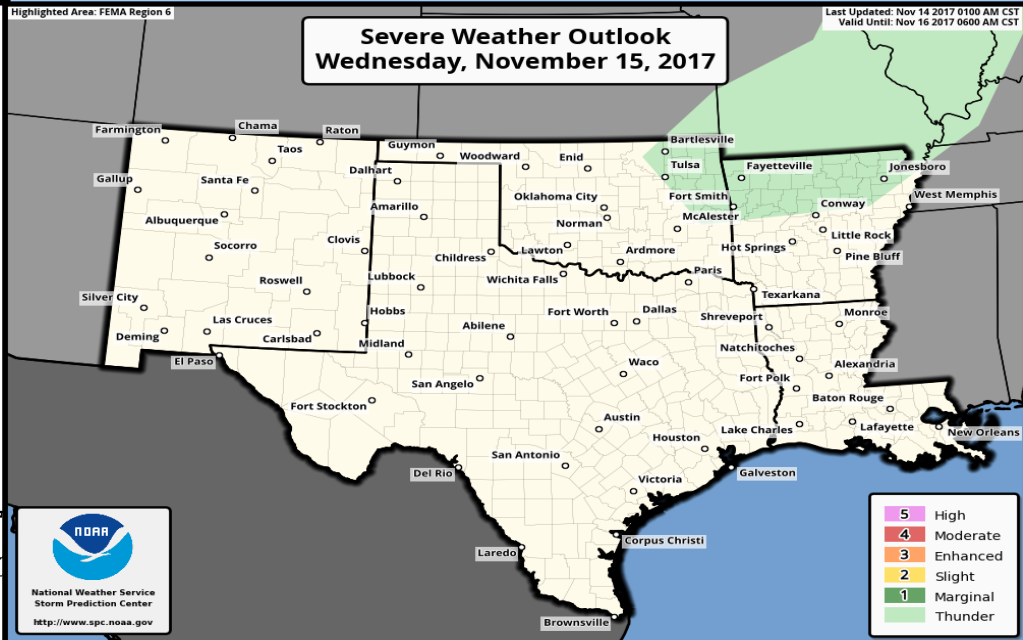 Highlighted Area: FEMA Region 6
Last Updated: Nov 14 2017 0100 AM CST
Valid Until: Nov 16 2017 0600 AM CST
Severe Weather Outlook
Wednesday, November 15, 2017
Farmington
Chama
Raton
Taos
Guymon
Woodward
Enid
Bartlesville
Tulsa
Fayetteville
Jonesboro
Gallup
Santa Fe
Dalhart
Oklahoma City
Fort Smith
West Memphis
Albuquerque
Amarillo
Norman
McAlester
Conway
Socorro
Clovis
Childress
Lawton
Ardmore
Hot Springs
Little Rock
Pine Bluff
Roswell
Lubbock
Wichita Falls
Paris
Texarkana
Silver City
Las Cruces
Hobbs
Fort Worth
Dallas
Shreveport
Monroe
Deming
Carlsbad
Midland
Abilene
Natchitoches
El Paso
San Angelo
Waco
Fort Polk
Alexandria
Fort Stockton
Austin
Baton Rouge
Houston
Lake Charles
Lafayette
New Orleans
Del Rio
San Antonio
Victoria
Galveston
Laredo
Corpus Christi
Brownsville
NOAA
National Weather Service
Storm Prediction Center
http://www.spc.noaa.gov
5 High
4 Moderate
3 Enhanced
2 Slight
1 Marginal
Thunder